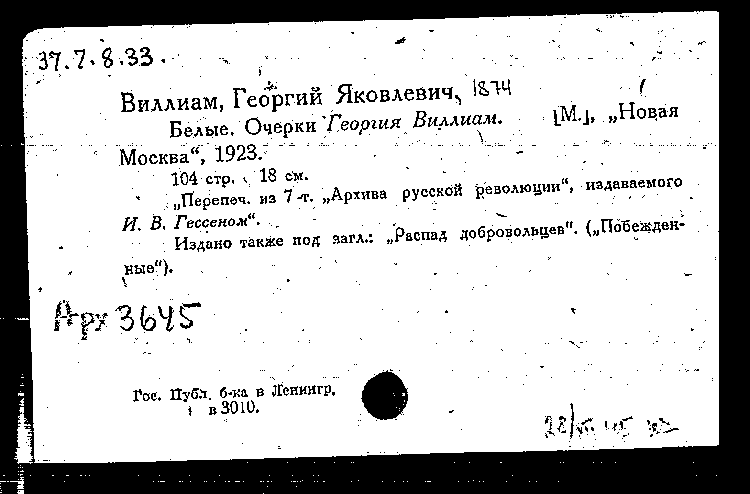 37.7.8.33.
Виллиам, Георгий Яковлевич, 1874
Белые. Очерки Георгия Виллиам. [М.], „Новая
Москва“, 1923.
104 стр. 18 см.
„Перепеч. из 7-т. „Архива русской революции“, издаваемого
И. В. Гессеном“.
Издано также под загл.: „Распад добровольцев“. („Побежден-
ные“).
Арх 3645
Гос. Публ. б-ка в Ленингр.
в 3010.
28/